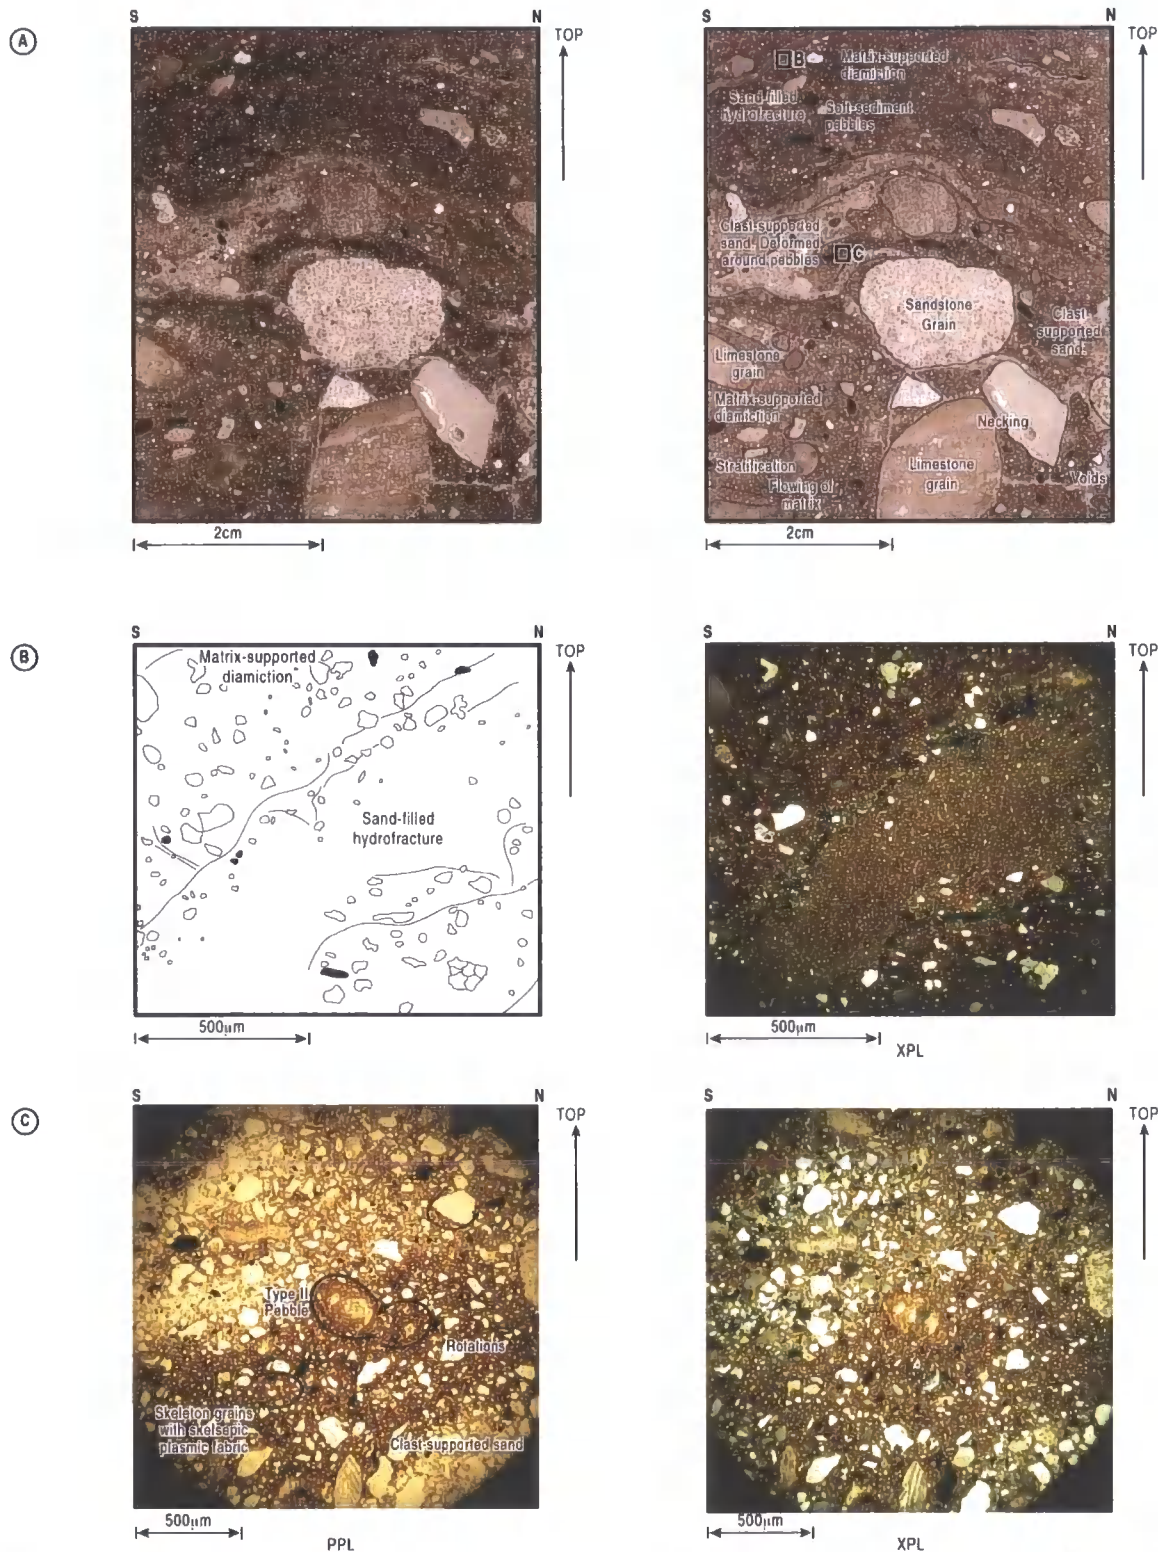 S
N
TOP
S
N
TOP
A
B
Matrix-supported
diamiction
Sand-filled
hydrofracture
Soft-sediment
pebbles
Clast-supported
sand. Deformed
around pebbles
C
Sandstone
Grain
Clast
supported
sand.
Limestone
grain
Matrix-supported
diamiction
Necking
Stratification
Limestone
grain
Flowing of
matrix
Voids
2cm
2cm
B
S
N
TOP
Matrix-supported
diamiction
Sand-filled
hydrofracture
500µm
S
N
TOP
500µm
XPL
C
S
N
TOP
Type II
Pebble
Rotations
Skeleton grains
with skelsepic
plasmic fabric
Clast-supported sand
500µm
PPL
S
N
TOP
500µm
XPL